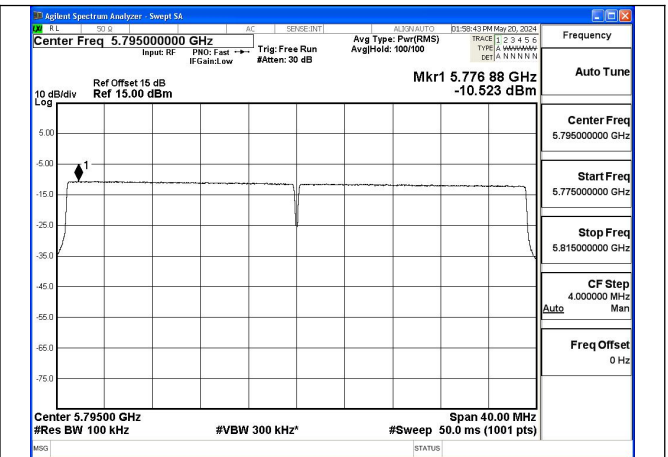 Agilent Spectrum Analyzer - Swept SA
RL 50 Ω AC SENSE:INT ALIGNAUTO 01:58:43 PM May 20, 2024
Center Freq 5.795000000 GHz
Input: RF PNO: Fast Trig: Free Run Avg Type: Pwr(RMS) TRACE 1 2 3 4 5 6
IFGain:Low #Atten: 30 dB Avg|Hold: 100/100 TYPE A WWWWW
DET A N N N N N
Frequency
Auto Tune
Ref Offset 15 dB Mkr1 5.776 88 GHz
10 dB/div Ref 15.00 dBm -10.523 dBm
Log
5.00
-5.00
1
-15.0
-25.0
-35.0
-45.0
-55.0
-65.0
-75.0
Center Freq
5.795000000 GHz
Start Freq
5.775000000 GHz
Stop Freq
5.815000000 GHz
CF Step
4.000000 MHz
Auto Man
Freq Offset
0 Hz
Center 5.79500 GHz Span 40.00 MHz
#Res BW 100 kHz #VBW 300 kHz* #Sweep 50.0 ms (1001 pts)
MSG STATUS